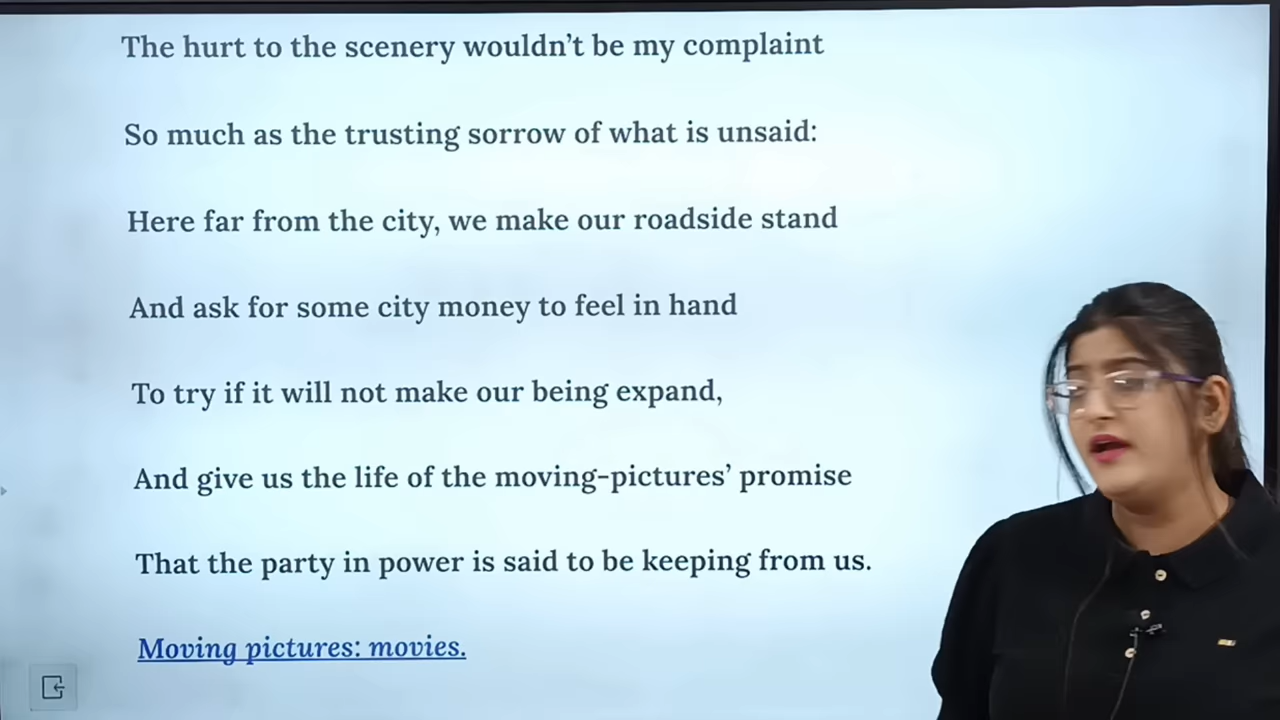 The hurt to the scenery wouldn’t be my complaint
So much as the trusting sorrow of what is unsaid:
Here far from the city, we make our roadside stand
And ask for some city money to feel in hand
To try if it will not make our being expand,
And give us the life of the moving-pictures’ promise
That the party in power is said to be keeping from us.
Moving pictures: movies.